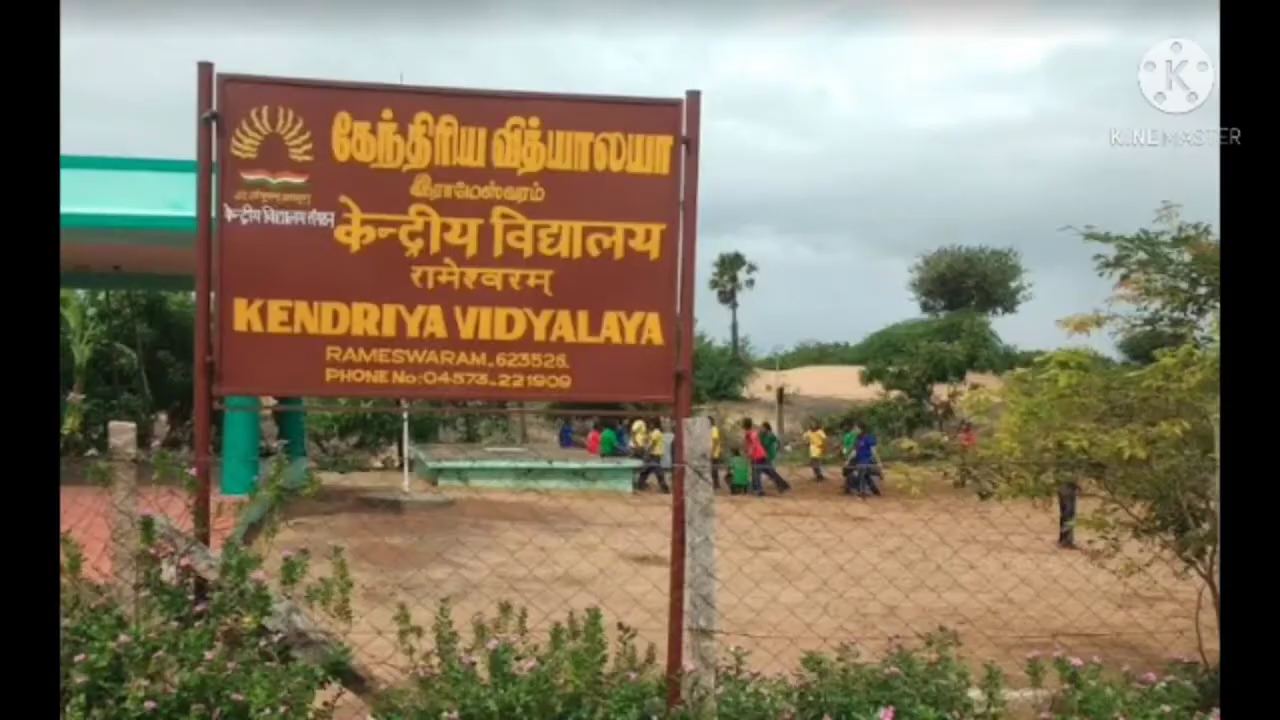 கேந்திரிய வித்யாலயா
இராமேஸ்வரம்
केन्द्रीय विद्यालय संगठन
केन्द्रीय विद्यालय
रामेश्वरम्
KENDRIYA VIDYALAYA
RAMESWARAM-623526.
PHONE No: 04573-221909
K
KINEMASTER